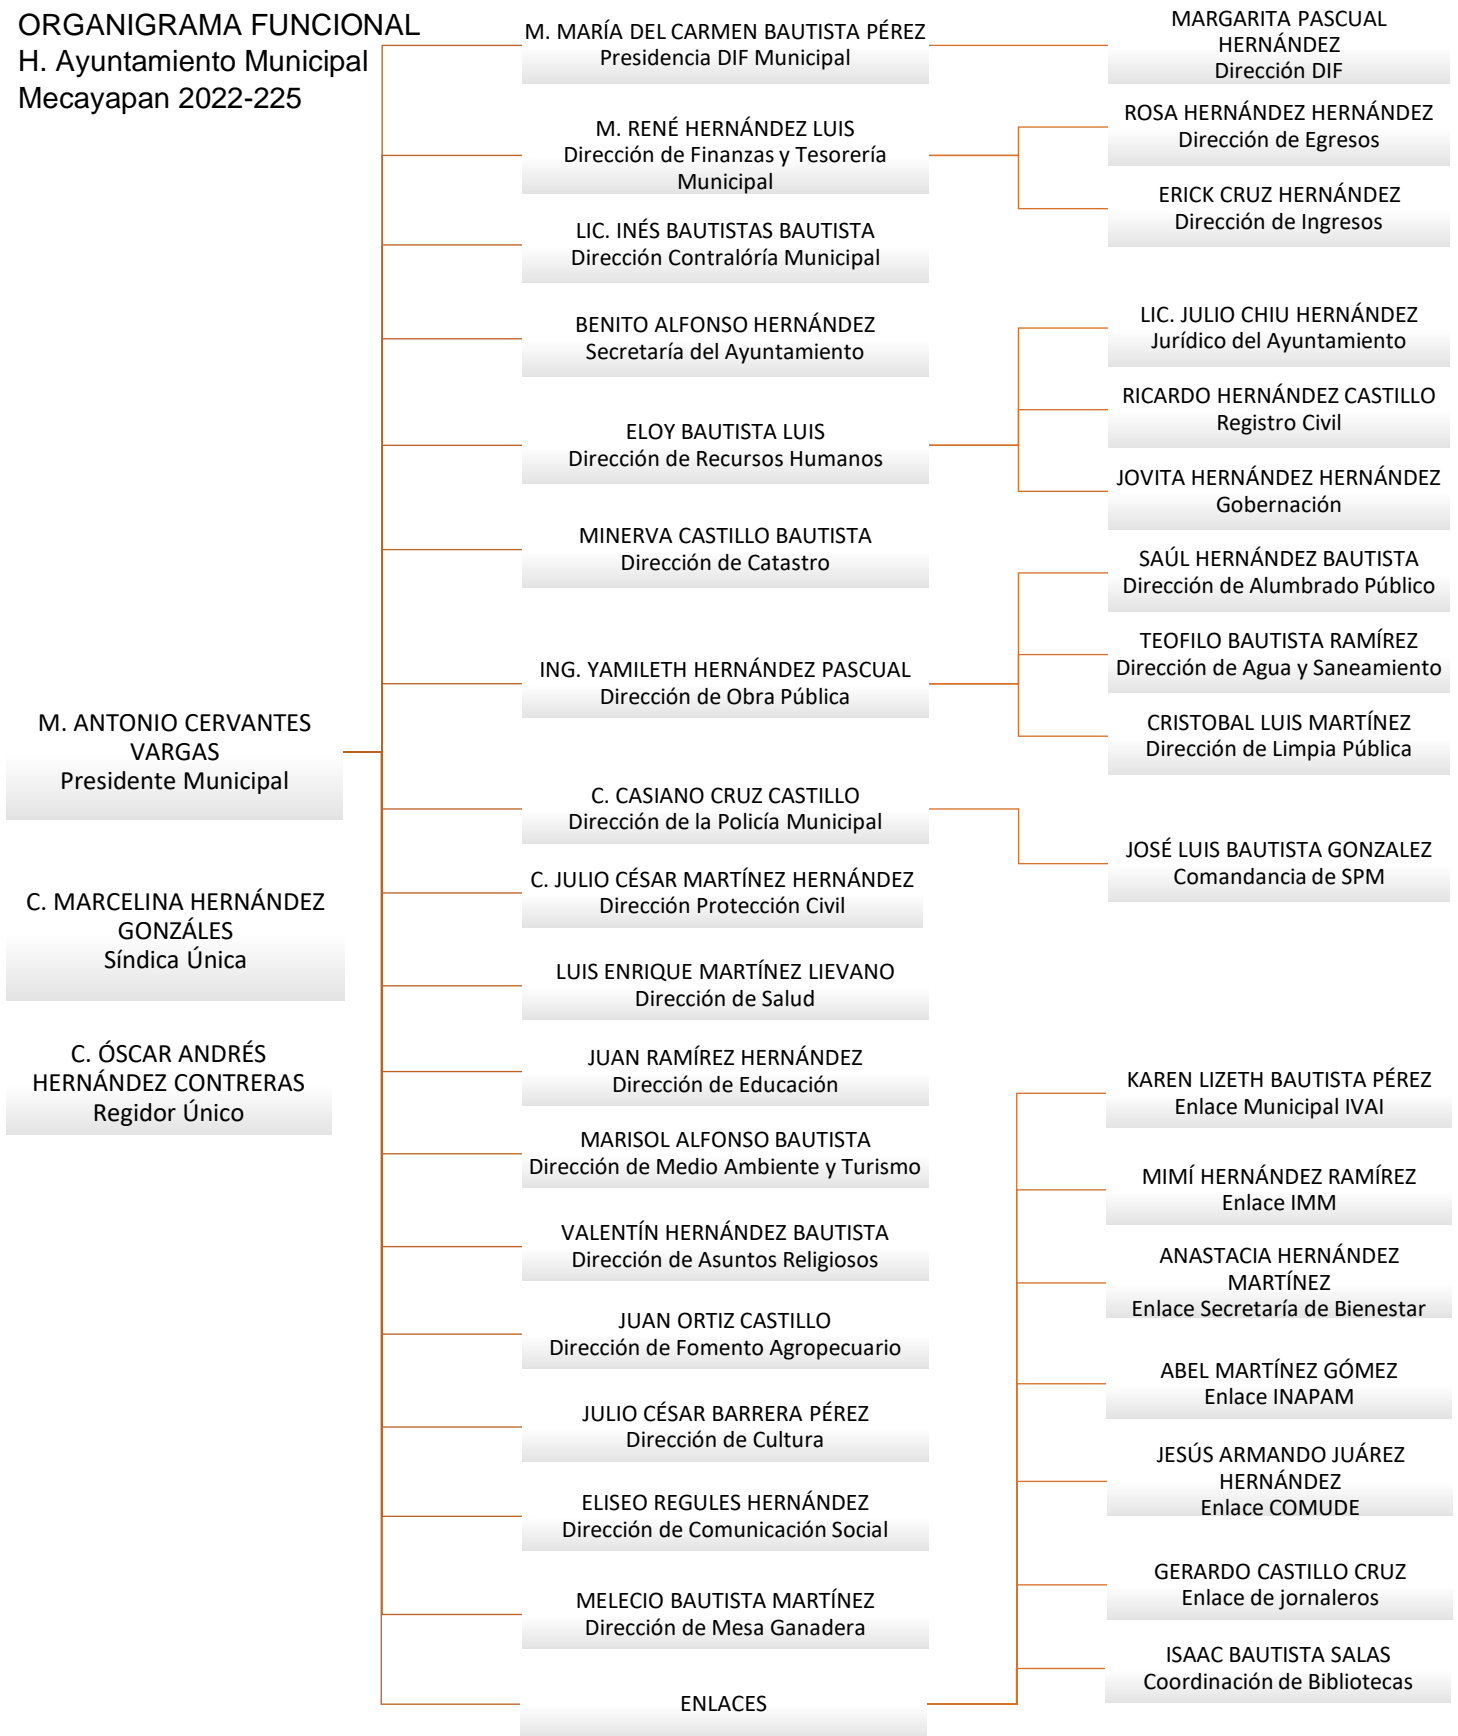 ORGANIGRAMA FUNCIONAL
H. Ayuntamiento Municipal
Mecayapan 2022-225
M. ANTONIO CERVANTES
VARGAS
Presidente Municipal
C. MARCELINA HERNÁNDEZ
GONZÁLES
Síndica Única
C. ÓSCAR ANDRÉS
HERNÁNDEZ CONTRERAS
Regidor Único
M. MARÍA DEL CARMEN BAUTISTA PÉREZ
Presidencia DIF Municipal
MARGARITA PASCUAL
HERNÁNDEZ
Dirección DIF
M. RENÉ HERNÁNDEZ LUIS
Dirección de Finanzas y Tesorería
Municipal
ROSA HERNÁNDEZ HERNÁNDEZ
Dirección de Egresos
ERICK CRUZ HERNÁNDEZ
Dirección de Ingresos
LIC. INÉS BAUTISTAS BAUTISTA
Dirección Contralóría Municipal
BENITO ALFONSO HERNÁNDEZ
Secretaría del Ayuntamiento
ELOY BAUTISTA LUIS
Dirección de Recursos Humanos
LIC. JULIO CHIU HERNÁNDEZ
Jurídico del Ayuntamiento
RICARDO HERNÁNDEZ CASTILLO
Registro Civil
JOVITA HERNÁNDEZ HERNÁNDEZ
Gobernación
MINERVA CASTILLO BAUTISTA
Dirección de Catastro
ING. YAMILETH HERNÁNDEZ PASCUAL
Dirección de Obra Pública
SAÚL HERNÁNDEZ BAUTISTA
Dirección de Alumbrado Público
TEOFILO BAUTISTA RAMÍREZ
Dirección de Agua y Saneamiento
CRISTOBAL LUIS MARTÍNEZ
Dirección de Limpia Pública
C. CASIANO CRUZ CASTILLO
Dirección de la Policía Municipal
JOSÉ LUIS BAUTISTA GONZALEZ
Comandancia de SPM
C. JULIO CÉSAR MARTÍNEZ HERNÁNDEZ
Dirección Protección Civil
LUIS ENRIQUE MARTÍNEZ LIEVANO
Dirección de Salud
JUAN RAMÍREZ HERNÁNDEZ
Dirección de Educación
MARISOL ALFONSO BAUTISTA
Dirección de Medio Ambiente y Turismo
VALENTÍN HERNÁNDEZ BAUTISTA
Dirección de Asuntos Religiosos
JUAN ORTIZ CASTILLO
Dirección de Fomento Agropecuario
JULIO CÉSAR BARRERA PÉREZ
Dirección de Cultura
ELISEO REGULES HERNÁNDEZ
Dirección de Comunicación Social
MELECIO BAUTISTA MARTÍNEZ
Dirección de Mesa Ganadera
ENLACES
KAREN LIZETH BAUTISTA PÉREZ
Enlace Municipal IVAI
MIMÍ HERNÁNDEZ RAMÍREZ
Enlace IMM
ANASTACIA HERNÁNDEZ
MARTÍNEZ
Enlace Secretaría de Bienestar
ABEL MARTÍNEZ GÓMEZ
Enlace INAPAM
JESÚS ARMANDO JUÁREZ
HERNÁNDEZ
Enlace COMUDE
GERARDO CASTILLO CRUZ
Enlace de jornaleros
ISAAC BAUTISTA SALAS
Coordinación de Bibliotecas